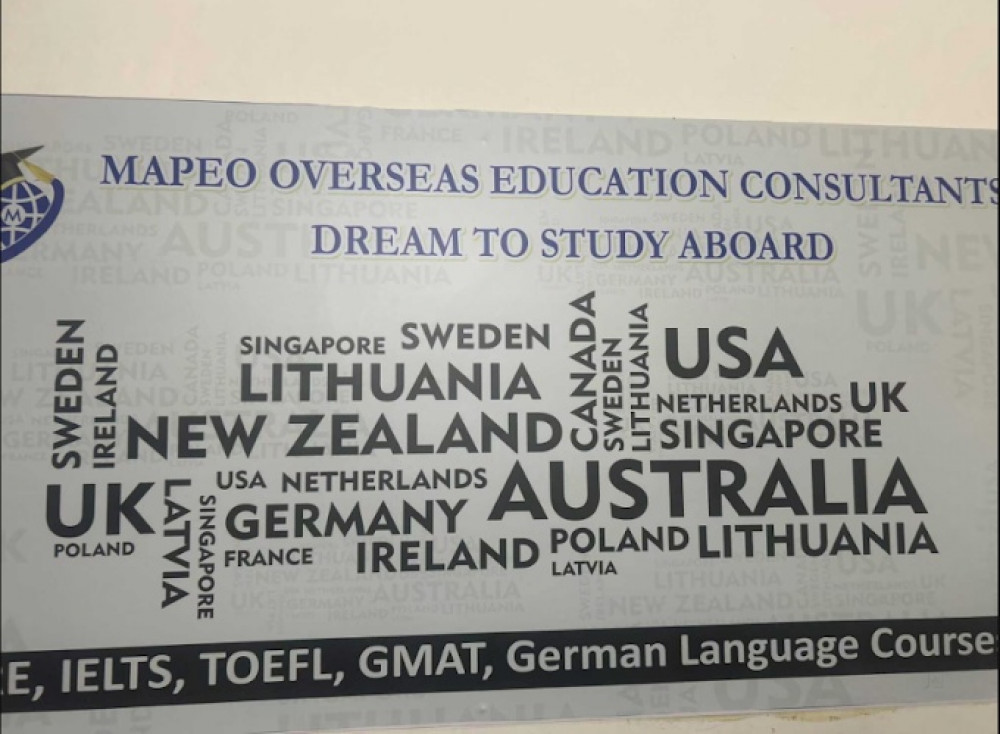 M
MAPEO OVERSEAS EDUCATION CONSULTANTS
DREAM TO STUDY ABOARD
SWEDEN
IRELAND
SINGAPORE SWEDEN
LITHUANIA
NEW ZEALAND
CANADA
SWEDEN
LITHUANIA
USA
NETHERLANDS UK
SINGAPORE
UK
POLAND
LATVIA
SINGAPORE
USA NETHERLANDS
GERMANY
FRANCE IRELAND
AUSTRALIA
POLAND LITHUANIA
LATVIA
E, IELTS, TOEFL, GMAT, German Language Course